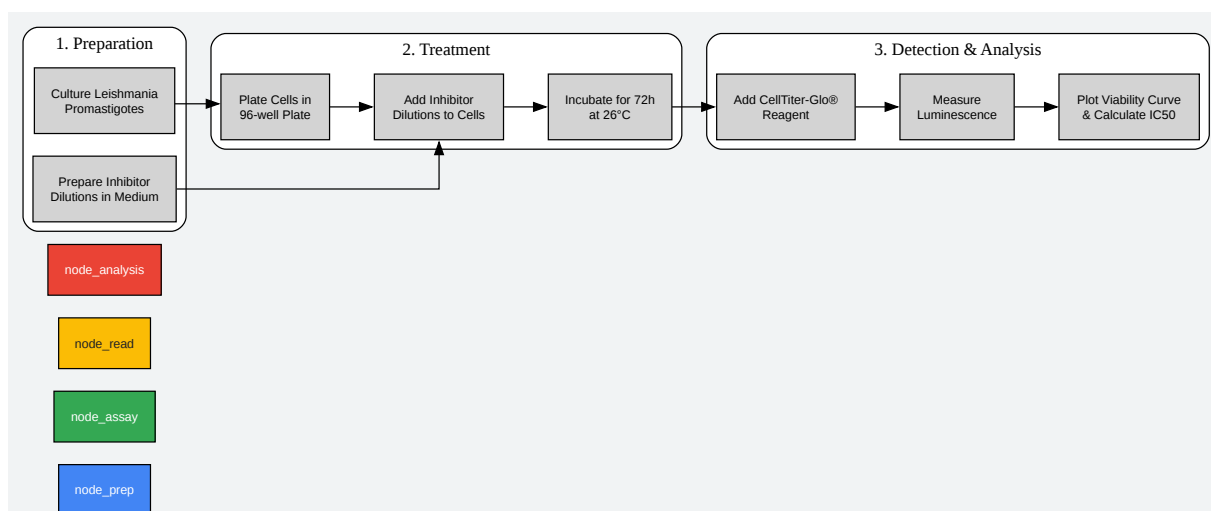 1. Preparation
Culture Leishmania
Promastigotes
Prepare Inhibitor
Dilutions in Medium
2. Treatment
Plate Cells in
96-well Plate
Add Inhibitor
Dilutions to Cells
Incubate for 72h
at 26°C
3. Detection & Analysis
Add CellTiter-Glo®
Reagent
Measure
Luminescence
Plot Viability Curve
& Calculate IC50
node_analysis
node_read
node_assay
node_prep